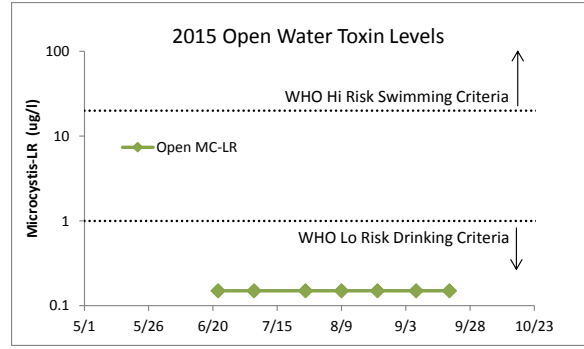 2015 Open Water Toxin Levels
Microcystis-LR (ug/l)
100
10
1
0.1
WHO Hi Risk Swimming Criteria
Open MC-LR
WHO Lo Risk Drinking Criteria
5/1 5/26 6/20 7/15 8/9 9/3 9/28 10/23